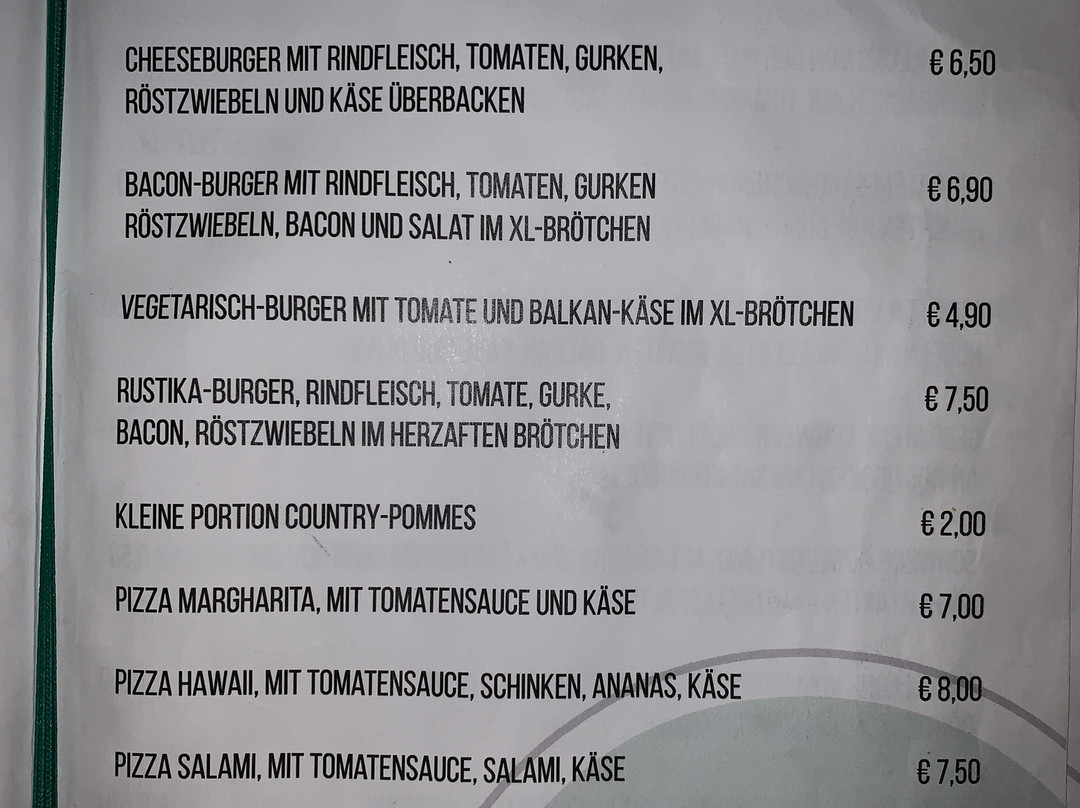 CHEESEBURGER MIT RINDFLEISCH, TOMATEN, GURKEN, € 6,50
RÖSTZWIEBELN UND KÄSE ÜBERBACKEN
BACON-BURGER MIT RINDFLEISCH, TOMATEN, GURKEN € 6,90
RÖSTZWIEBELN, BACON UND SALAT IM XL-BRÖTCHEN
VEGETARISCH-BURGER MIT TOMATE UND BALKAN-KÄSE IM XL-BRÖTCHEN € 4,90
RUSTIKA-BURGER, RINDFLEISCH, TOMATE, GURKE, € 7,50
BACON, RÖSTZWIEBELN IM HERZAFTEN BRÖTCHEN
KLEINE PORTION COUNTRY-POMMES € 2,00
PIZZA MARGHARITA, MIT TOMATENSAUCE UND KÄSE € 7,00
PIZZA HAWAII, MIT TOMATENSAUCE, SCHINKEN, ANANAS, KÄSE € 8,00
PIZZA SALAMI, MIT TOMATENSAUCE, SALAMI, KÄSE € 7,50